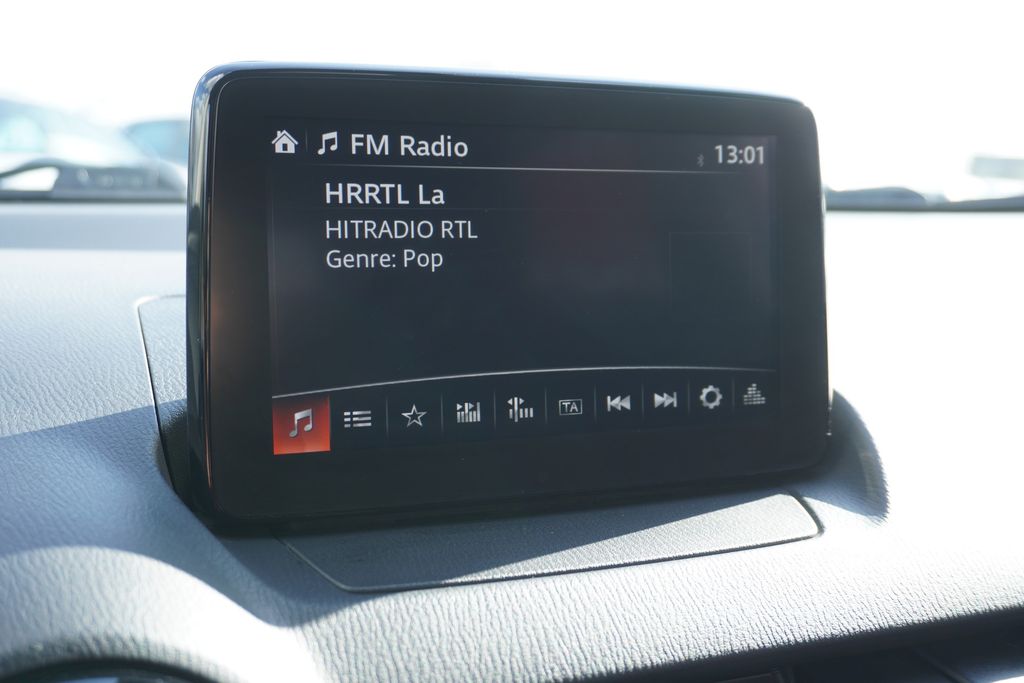 FM Radio
13:01
HRRTL La
HITRADIO RTL
Genre: Pop
TA